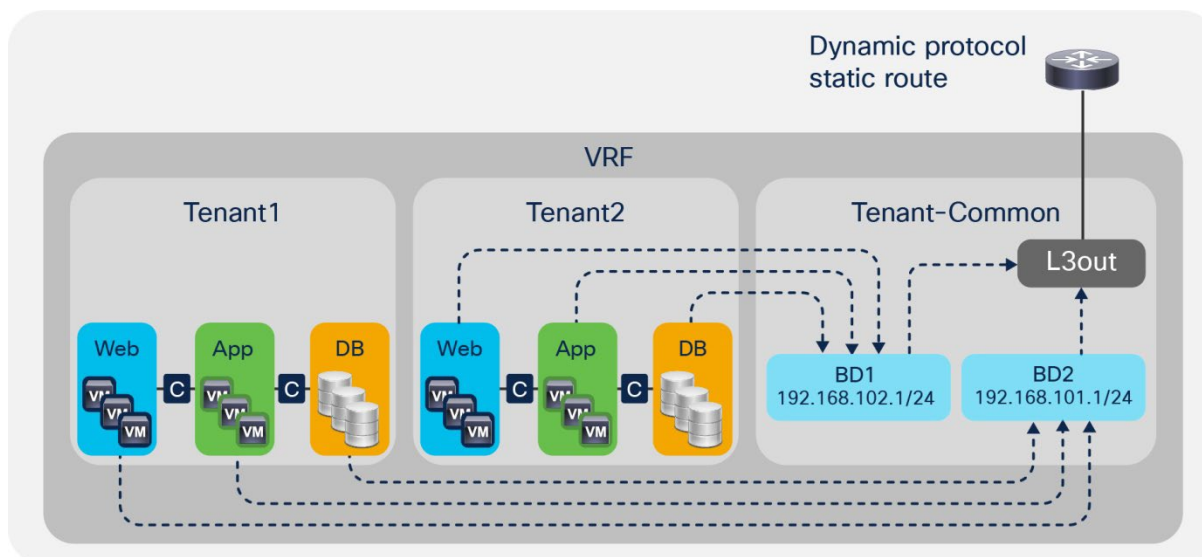 Dynamic protocol
static route
VRF
Tenant1
Tenant2
Tenant-Common
L3out
Web
App
DB
Web
App
DB
C
C
C
C
VM
VM
VM
VM
VM
VM
VM
VM
VM
VM
VM
VM
BD1
192.168.102.1/24
BD2
192.168.101.1/24